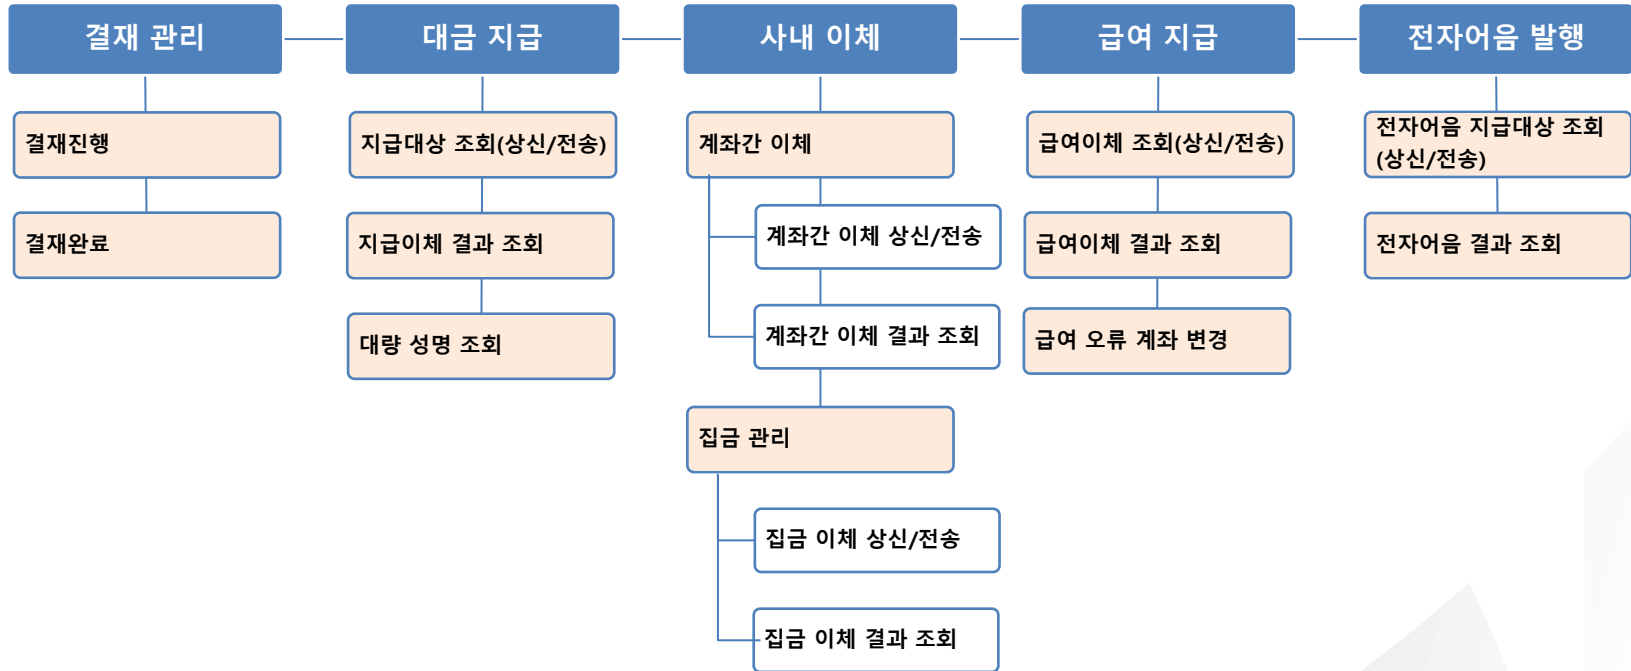 결재 관리
결재진행
결재완료
대금 지급
지급대상 조회(상신/전송)
지급이체 결과 조회
대량 성명 조회
사내 이체
계좌간 이체
계좌간 이체 상신/전송
계좌간 이체 결과 조회
집금 관리
집금 이체 상신/전송
집금 이체 결과 조회
급여 지급
급여이체 조회(상신/전송)
급여이체 결과 조회
급여 오류 계좌 변경
전자어음 발행
전자어음 지급대상 조회
(상신/전송)
전자어음 결과 조회